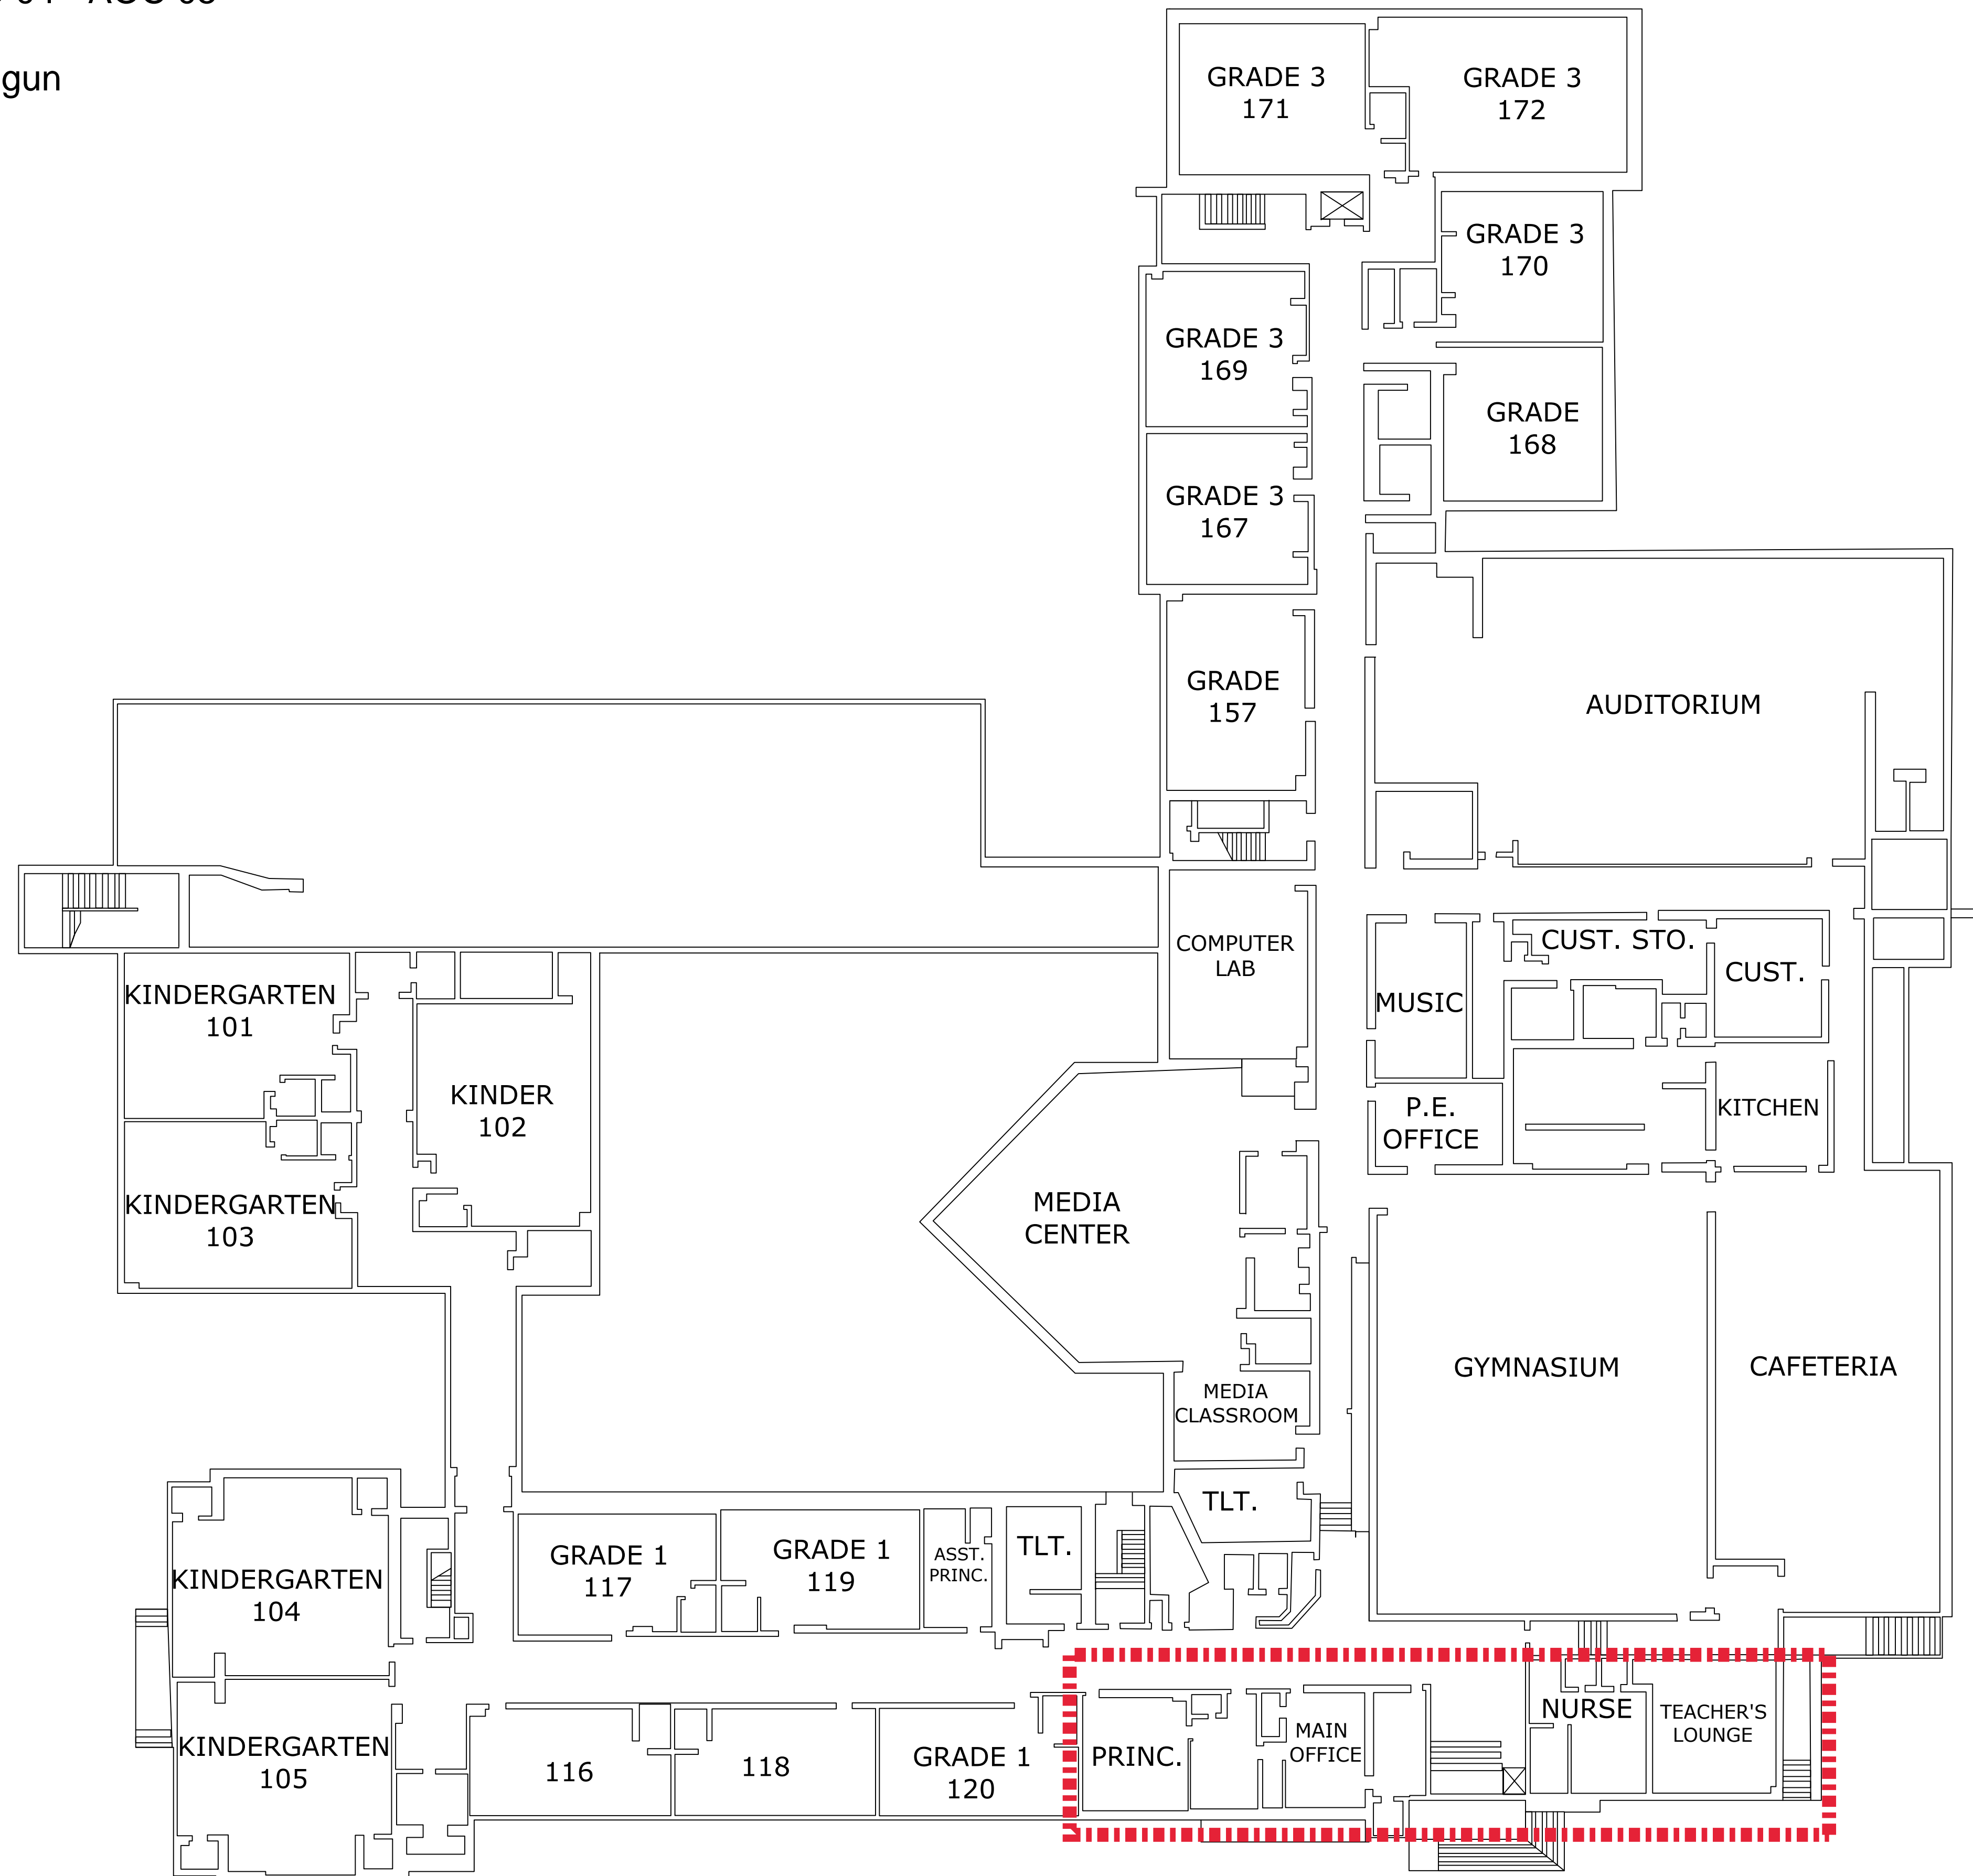 gun
GRADE 3
171
GRADE 3
172
GRADE 3
170
GRADE 3
169
GRADE
168
GRADE 3
167
GRADE
157
AUDITORIUM
COMPUTER
LAB
CUST. STO.
CUST.
MUSIC
KINDERGARTEN
101
KINDER
102
P.E.
OFFICE
KITCHEN
KINDERGARTEN
103
MEDIA
CENTER
GYMNASIUM
CAFETERIA
MEDIA
CLASSROOM
TLT.
GRADE 1
117
GRADE 1
119
ASST.
PRINC.
TLT.
KINDERGARTEN
104
KINDERGARTEN
105
116
118
GRADE 1
120
PRINC.
MAIN
OFFICE
NURSE
TEACHER'S
LOUNGE